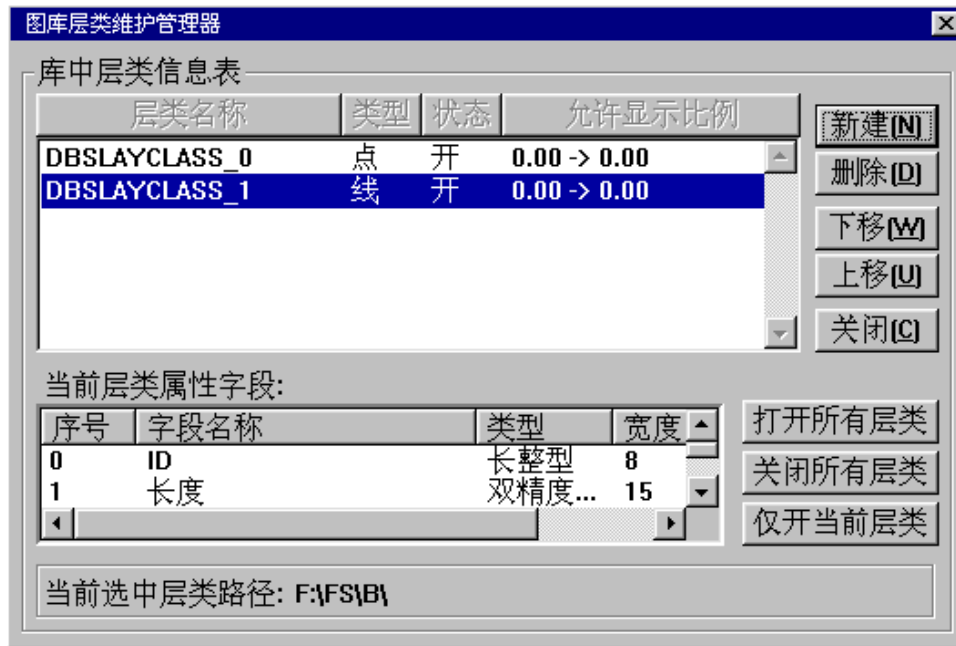 图库层类维护管理器
库中层类信息表
层类名称 类型 状态 允许显示比例
DBSLAYCLASS_0 点 开 0.00 -> 0.00
DBSLAYCLASS_1 线 开 0.00 -> 0.00
新建(N)
删除(D)
下移(W)
上移(U)
关闭(C)
当前层类属性字段:
序号 字段名称 类型 宽度
0 ID 长整型 8
1 长度 双精度... 15
打开所有层类
关闭所有层类
仅开当前层类
当前选中层类路径: F:\FS\B\